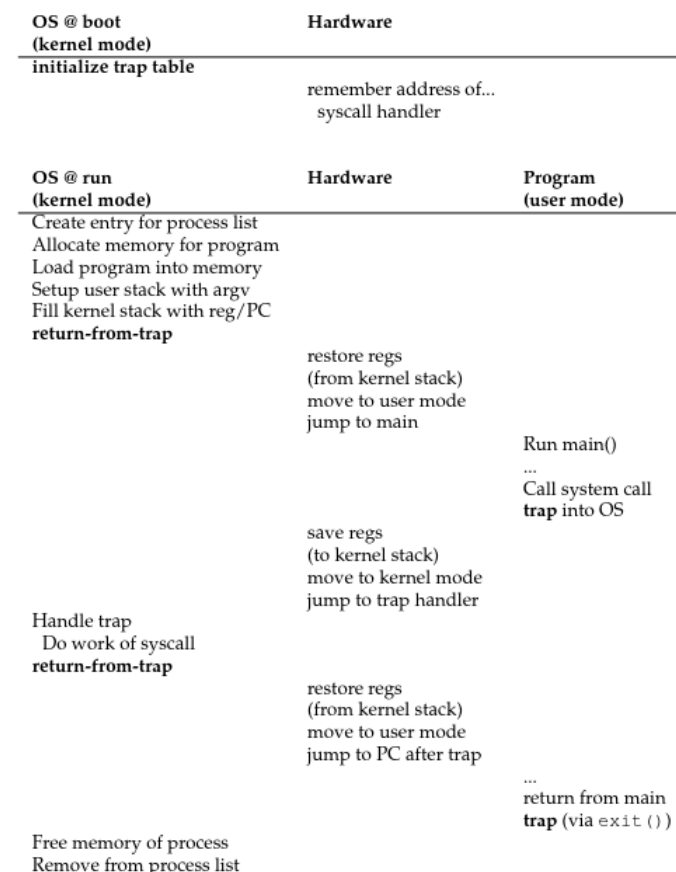 OS @ boot Hardware
(kernel mode)
initialize trap table
remember address of...
syscall handler
OS @ run Hardware Program
(kernel mode) (user mode)
Create entry for process list
Allocate memory for program
Load program into memory
Setup user stack with argv
Fill kernel stack with reg/PC
return-from-trap
restore regs
(from kernel stack)
move to user mode
jump to main
Run main()
...
Call system call
trap into OS
save regs
(to kernel stack)
move to kernel mode
jump to trap handler
Handle trap
Do work of syscall
return-from-trap
restore regs
(from kernel stack)
move to user mode
jump to PC after trap
...
return from main
trap (via exit())
Free memory of process
Remove from process list